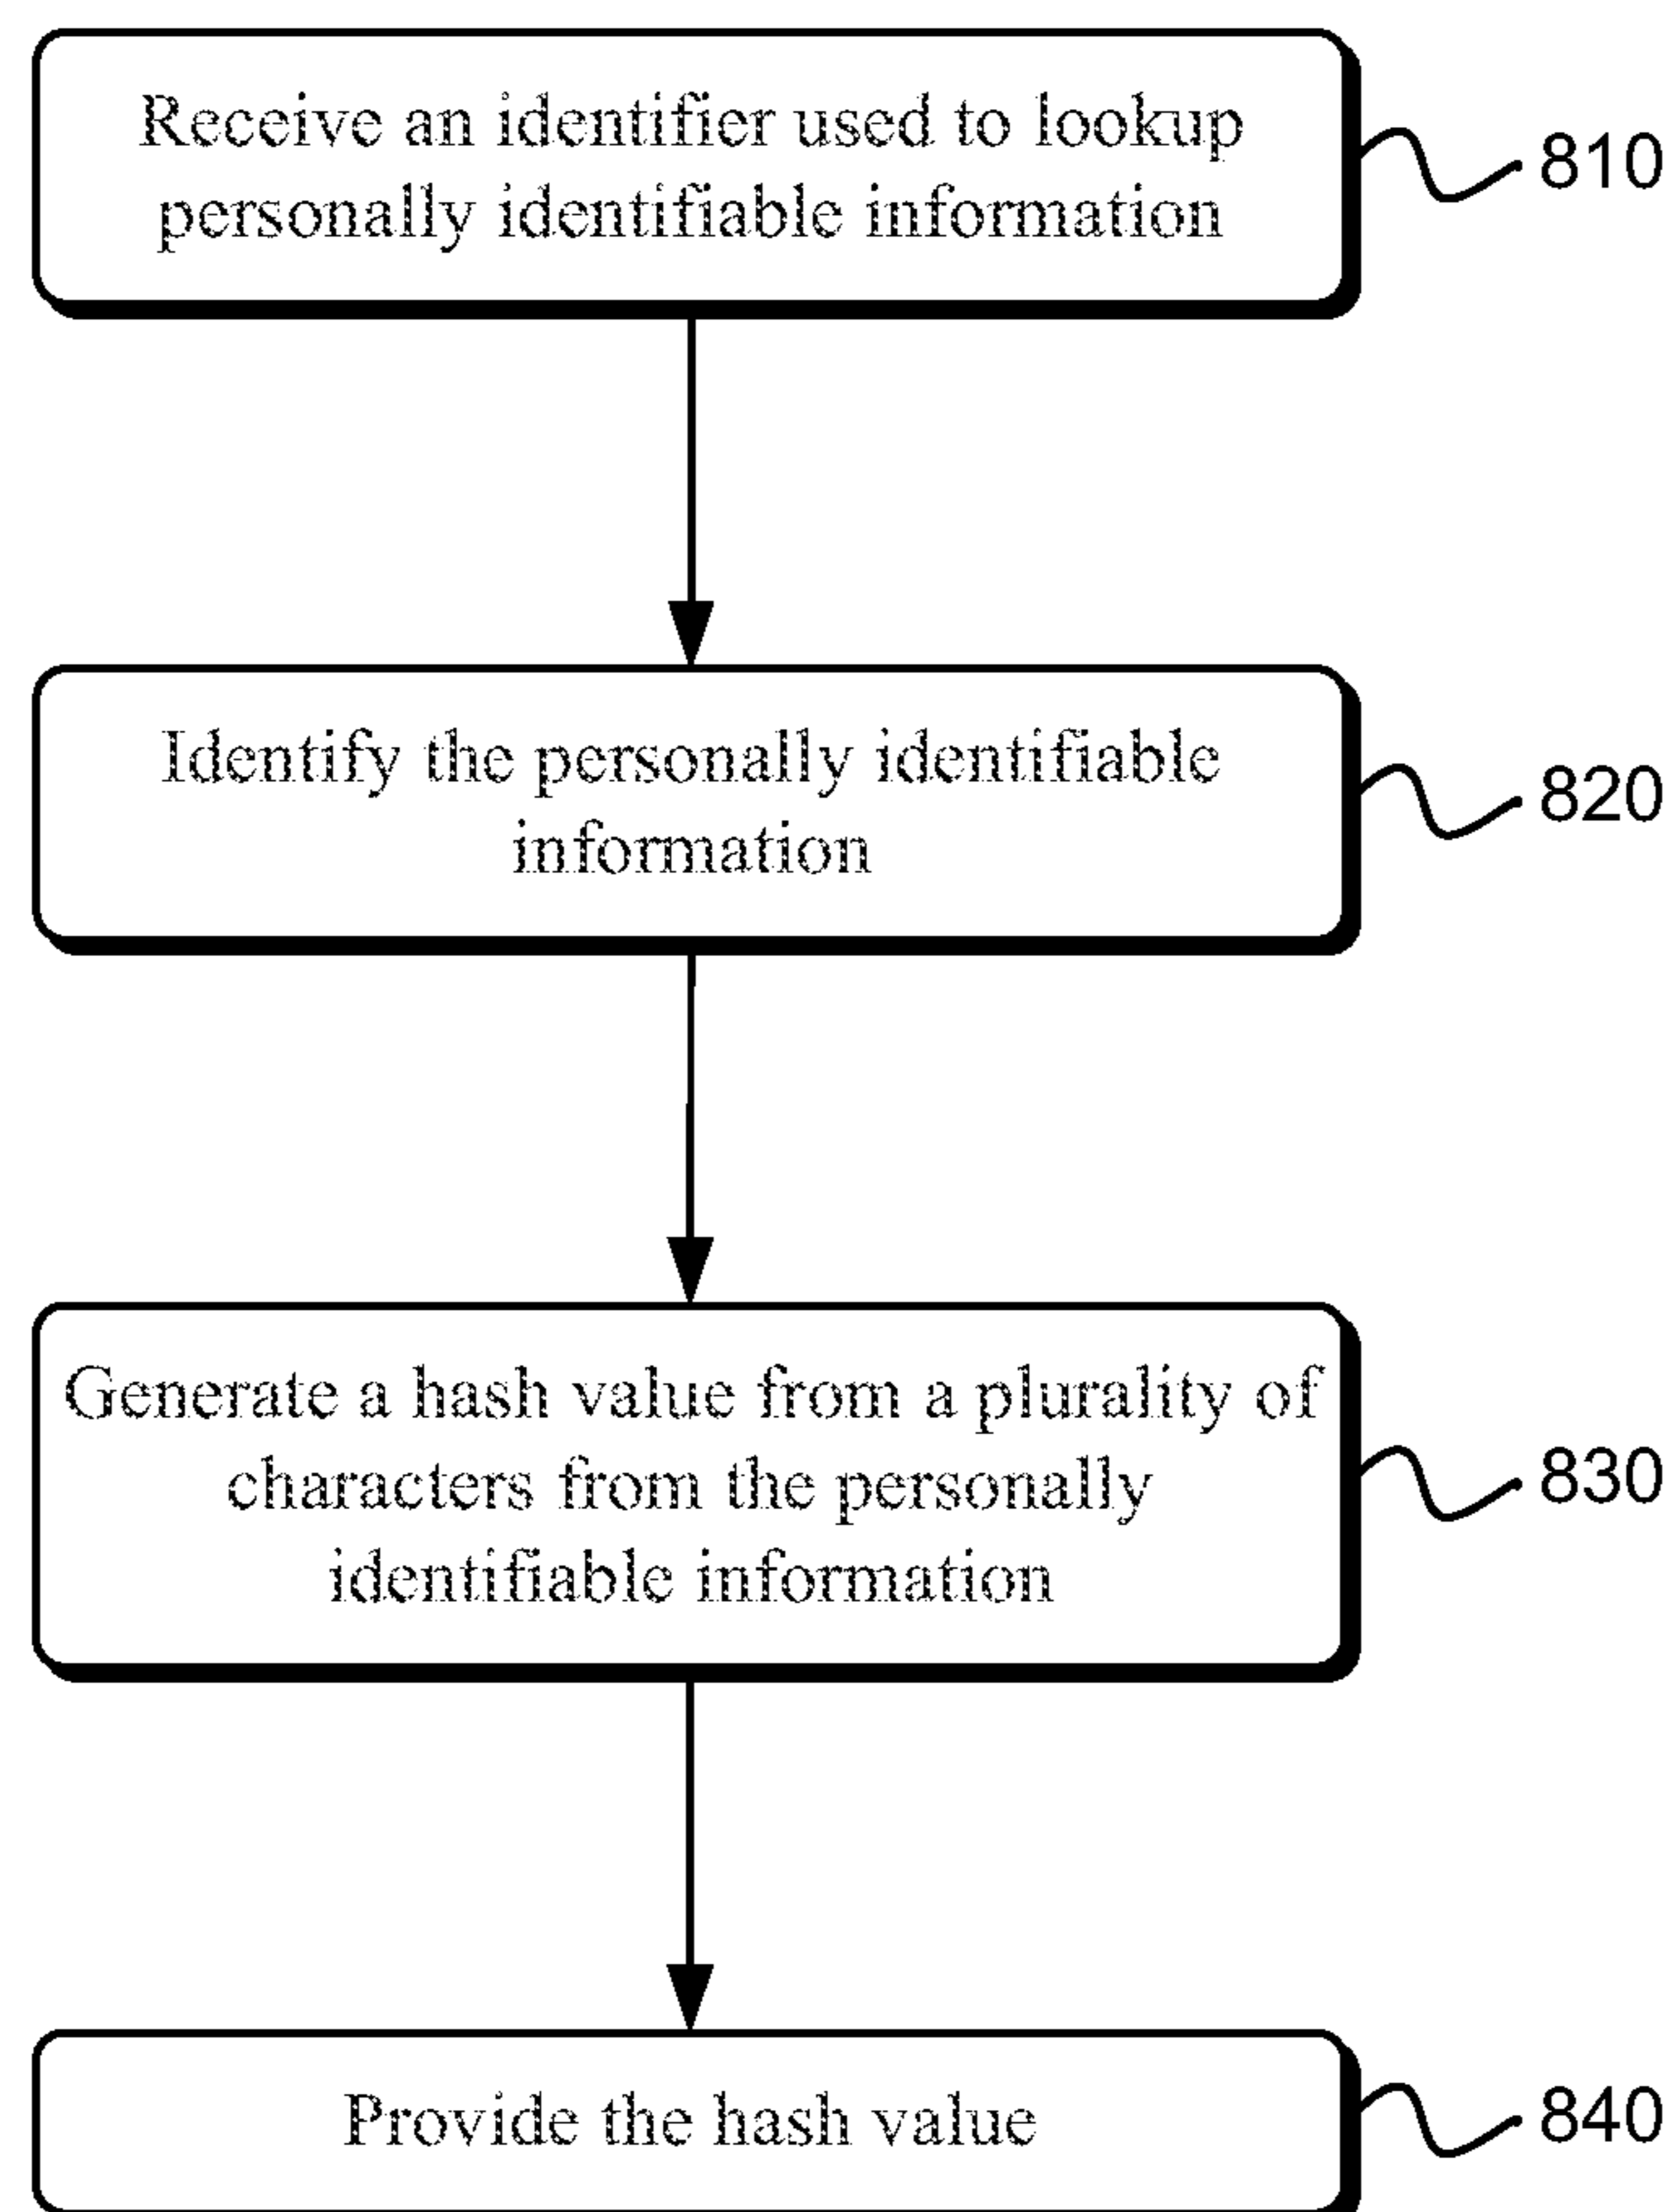 Receive an identifier used to lookup
personally identifiable information
810
Identify the personally identifiable
information
820
Generate a hash value from a plurality of
characters from the personally
identifiable information
830
Provide the hash value
840